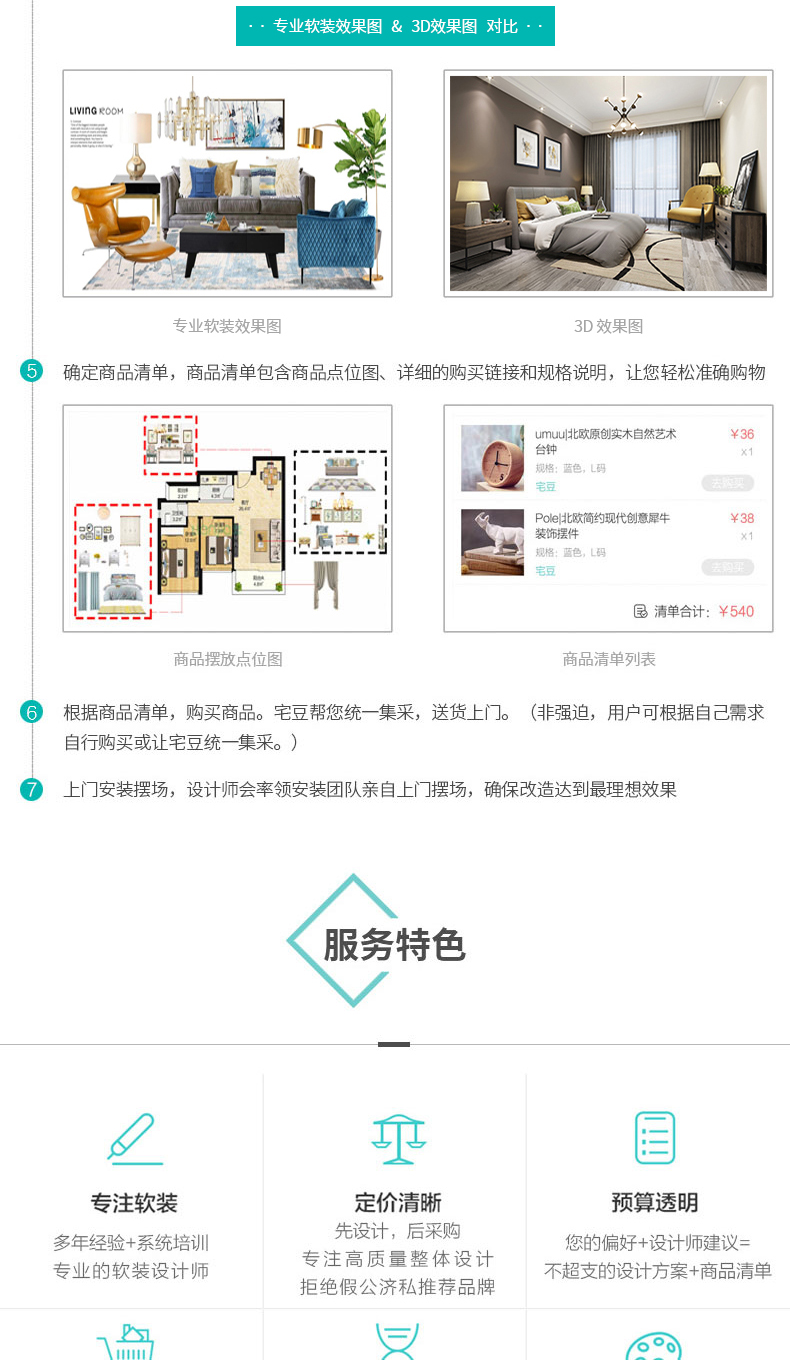 ·· 专业软装效果图 & 3D效果图 对比 ··
LIVING ROOM
专业软装效果图
3D 效果图
5 确定商品清单，商品清单包含商品点位图、详细的购买链接和规格说明，让您轻松准确购物
umuu|北欧原创实木自然艺术
台钟
¥36
x1
规格：蓝色，L码
宅豆
去购买
Pole|北欧简约现代创意犀牛
装饰摆件
¥38
x1
规格：蓝色，L码
宅豆
去购买
清单合计：¥540
商品摆放点位图
商品清单列表
6 根据商品清单，购买商品。宅豆帮您统一集采，送货上门。（非强迫，用户可根据自己需求
自行购买或让宅豆统一集采。）
7 上门安装摆场，设计师会率领安装团队亲自上门摆场，确保改造达到最理想效果
服务特色
专注软装
多年经验+系统培训
专业的软装设计师
定价清晰
先设计，后采购
专注高质量整体设计
拒绝假公济私推荐品牌
预算透明
您的偏好+设计师建议=
不超支的设计方案+商品清单